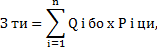 З ти = n ∑ i=1 Q і бо х Р і ци,